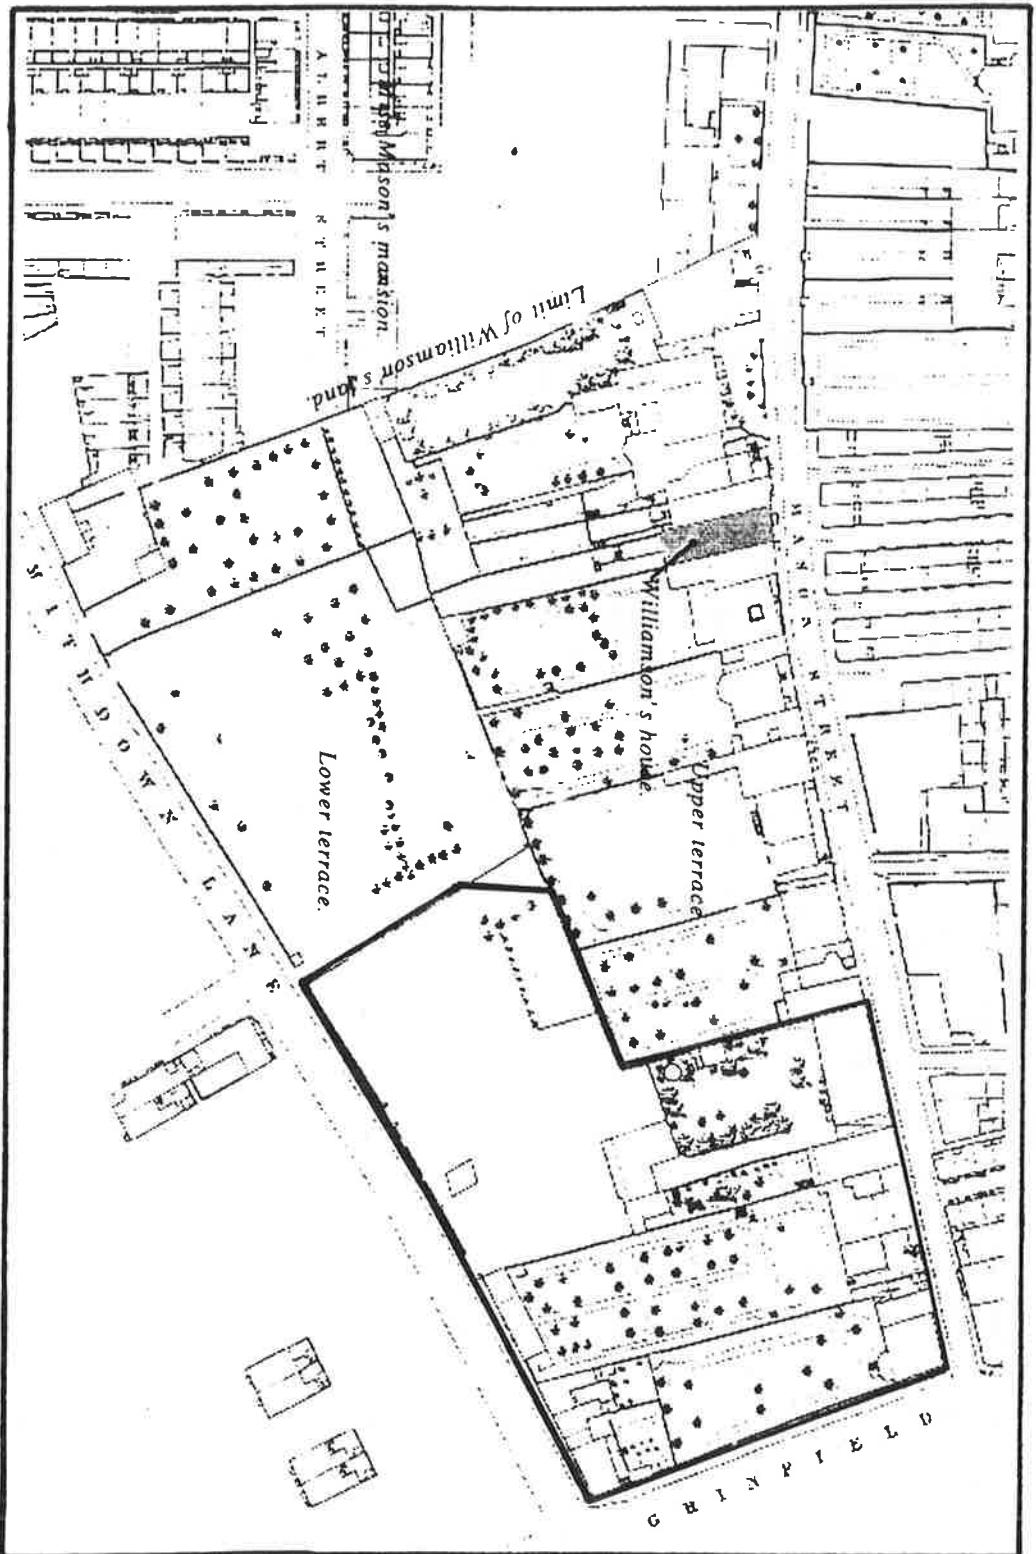 ALBERT STREET
Mason's mansion.
Limit of Williamson's land.
MASON STREET
Williamson's house.
Upper terrace
Lower terrace.
SMITHDOWN LANE
GRINFIELD